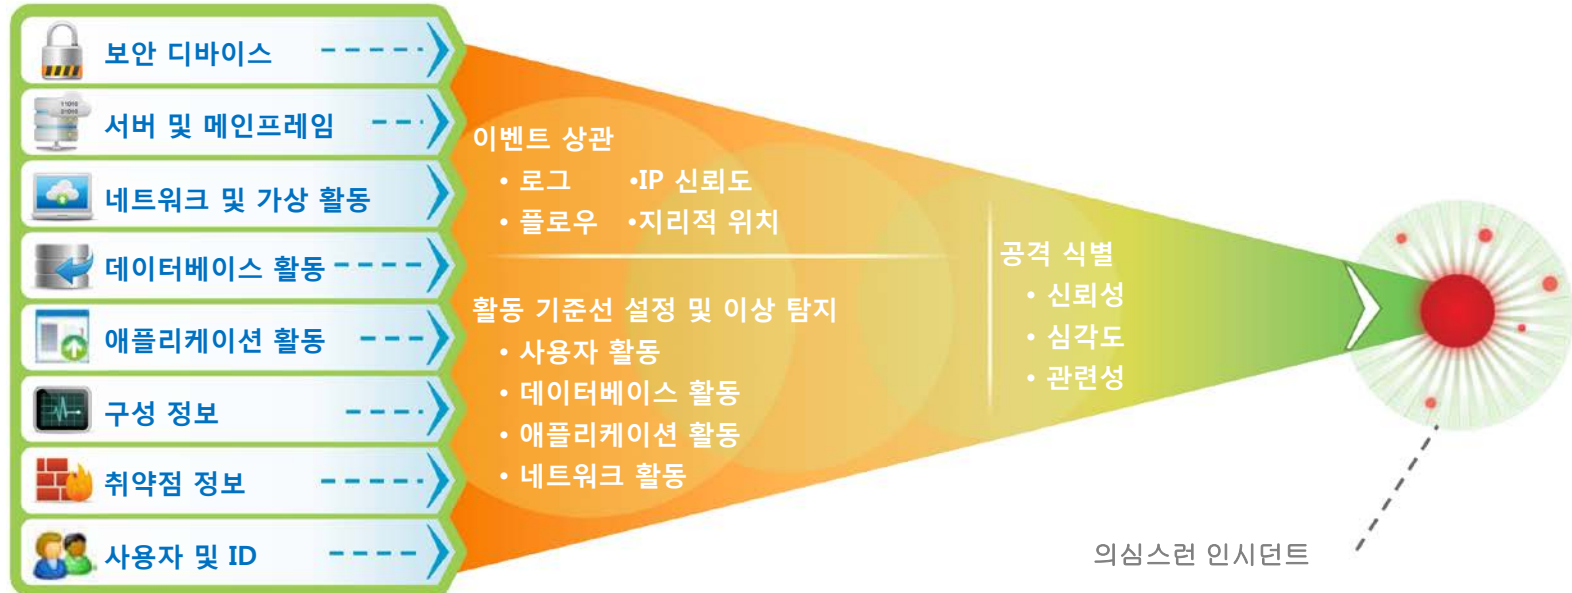 보안 디바이스
서버 및 메인프레임
네트워크 및 가상 활동
데이터베이스 활동
애플리케이션 활동
구성 정보
취약점 정보
사용자 및 ID
이벤트 상관
• 로그 •IP 신뢰도
• 플로우 •지리적 위치
활동 기준선 설정 및 이상 탐지
• 사용자 활동
• 데이터베이스 활동
• 애플리케이션 활동
• 네트워크 활동
공격 식별
• 신뢰성
• 심각도
• 관련성
의심스런 인시던트